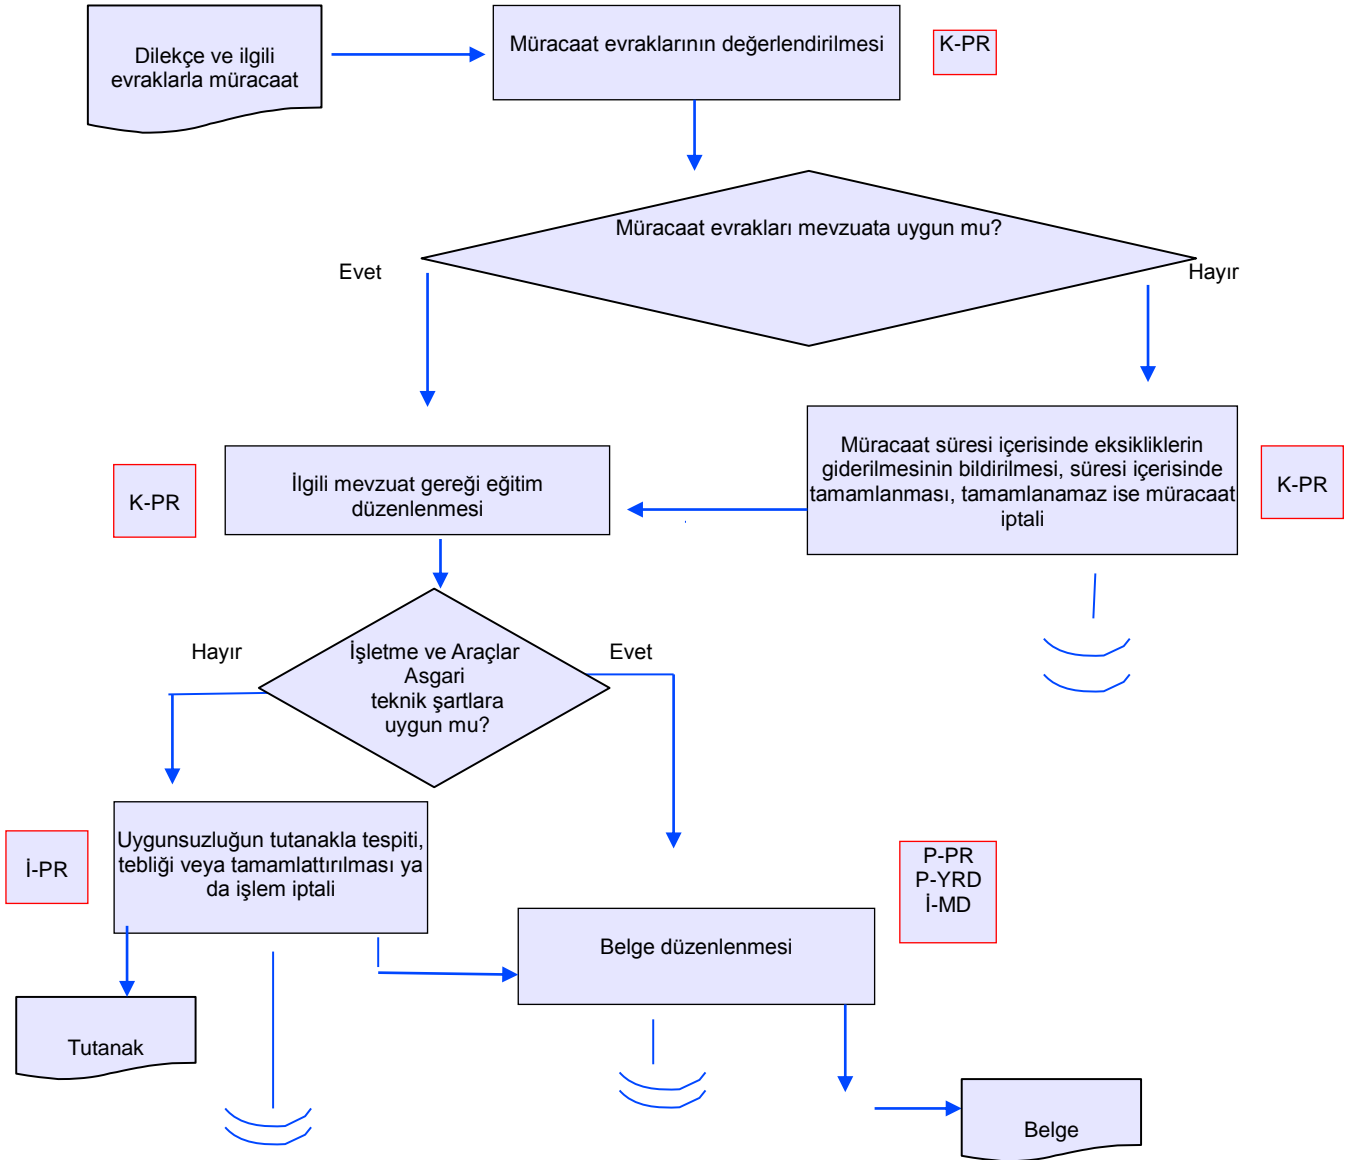 Dilekçe ve ilgili
evraklarla müracaat
Müracaat evraklarının değerlendirilmesi
K-PR
Müracaat evrakları mevzuata uygun mu?
Evet
Hayır
Müracaat süresi içerisinde eksikliklerin
giderilmesinin bildirilmesi, süresi içerisinde
tamamlanması, tamamlanamaz ise müracaat
iptali
K-PR
K-PR
İlgili mevzuat gereği eğitim
düzenlenmesi
Hayır
İşletme ve Araçlar
Asgari
teknik şartlara
uygun mu?
Evet
İ-PR
Uygunsuzluğun tutanakla tespiti,
tebliği veya tamamlattırılması ya
da işlem iptali
P-PR
P-YRD
İ-MD
Belge düzenlenmesi
Tutanak
Belge